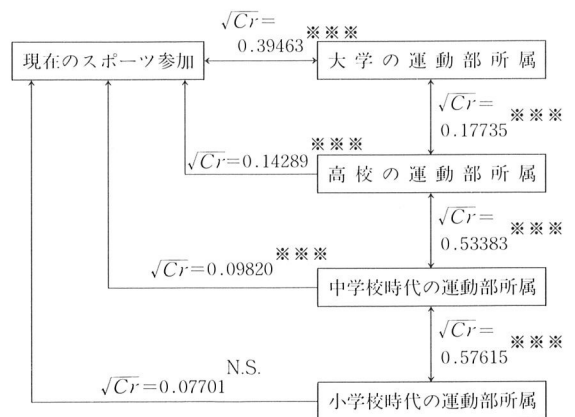 √Cr=
0.39463※※※
現在のスポーツ参加
大学の運動部所属
√Cr=
0.17735※※※
√Cr=0.14289※※※
高校の運動部所属
√Cr=
0.53383※※※
√Cr=0.09820※※※
中学校時代の運動部所属
√Cr=
0.57615※※※
N.S.
√Cr=0.07701
小学校時代の運動部所属